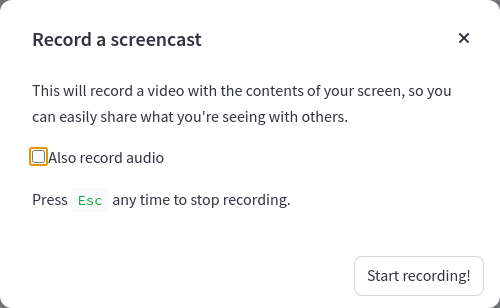 Record a screencast
This will record a video with the contents of your screen, so you
can easily share what you're seeing with others.
Also record audio
Press Esc any time to stop recording.
Start recording!